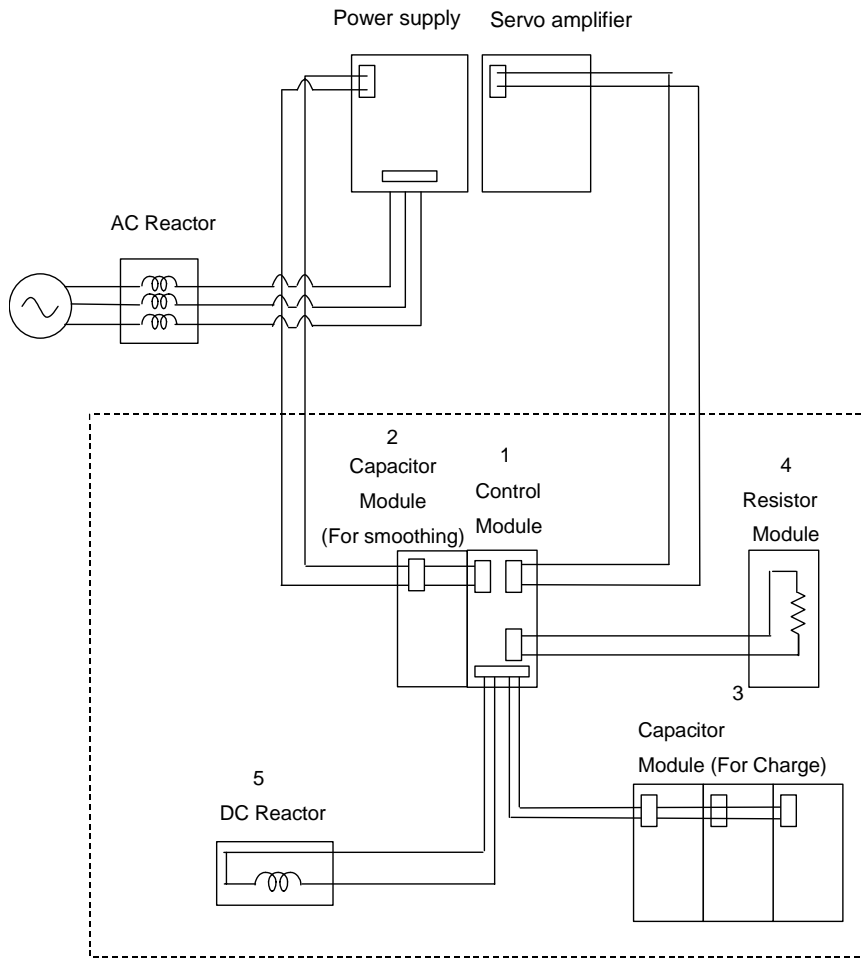 Power supply
Servo amplifier
AC Reactor
2
Capacitor
Module
(For smoothing)
1
Control
Module
4
Resistor
Module
3
Capacitor
Module (For Charge)
5
DC Reactor